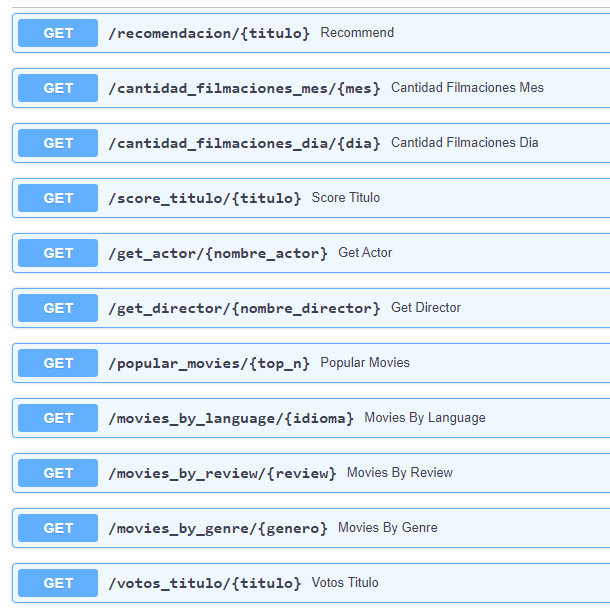 GET /recomendacion/{titulo} Recommend
GET /cantidad_filmaciones_mes/{mes} Cantidad Filmaciones Mes
GET /cantidad_filmaciones_dia/{dia} Cantidad Filmaciones Dia
GET /score_titulo/{titulo} Score Titulo
GET /get_actor/{nombre_actor} Get Actor
GET /get_director/{nombre_director} Get Director
GET /popular_movies/{top_n} Popular Movies
GET /movies_by_language/{idioma} Movies By Language
GET /movies_by_review/{review} Movies By Review
GET /movies_by_genre/{genero} Movies By Genre
GET /votos_titulo/{titulo} Votos Titulo